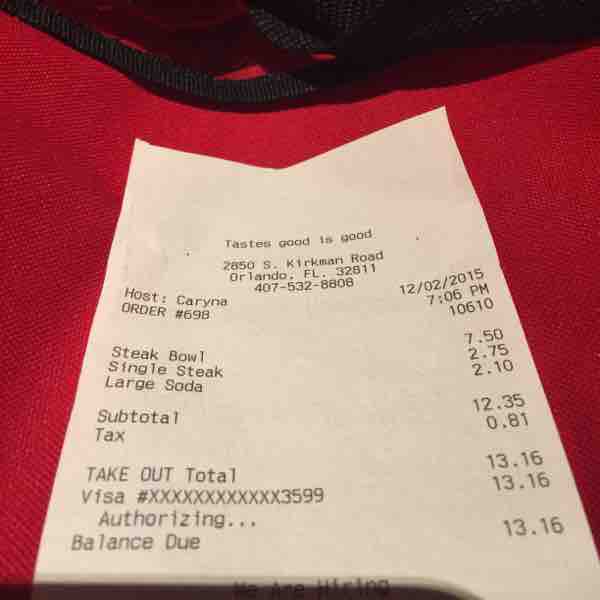 Tastes good is good
2850 S. Kirkman Road
Orlando, FL. 32811
407-532-8808
Host: Caryna 12/02/2015
ORDER #698 7:06 PM
10610
Steak Bowl 7.50
Single Steak 2.75
Large Soda 2.10
Subtotal 12.35
Tax 0.81
TAKE OUT Total 13.16
Visa #XXXXXXXXXXXX3599 13.16
Authorizing...
Balance Due 13.16
We Are Hiring